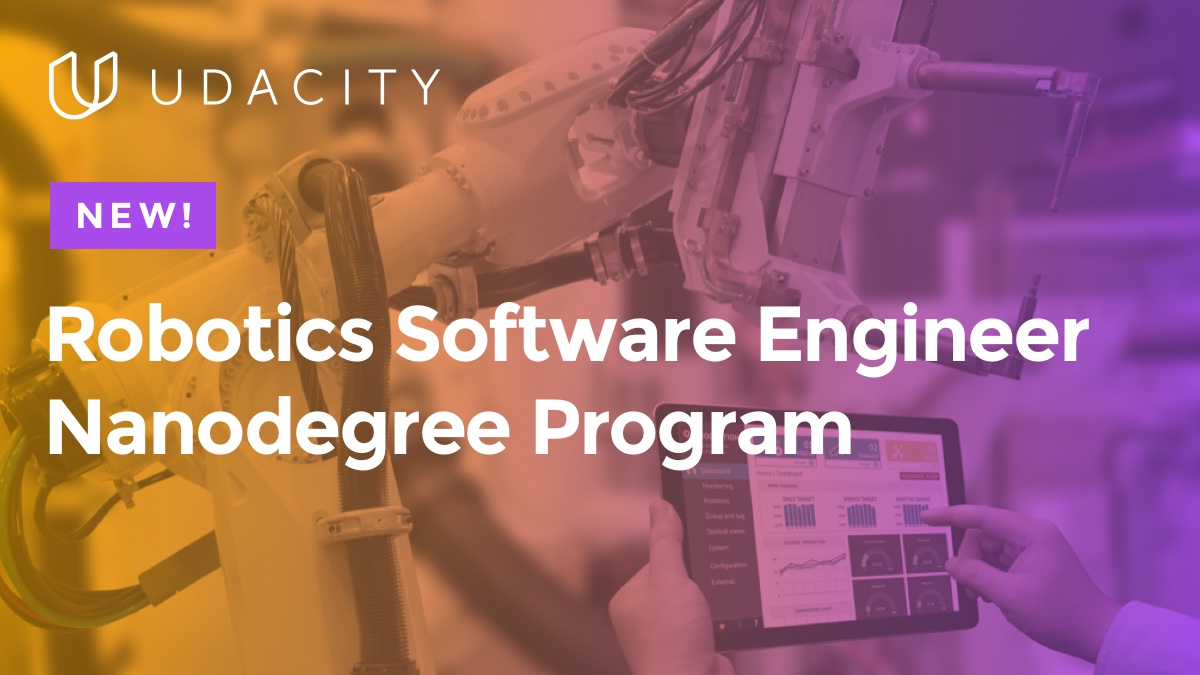 UDACITY
NEW!
Robotics Software Engineer
Nanodegree Program
Dashboard
Home / Dashboard
Monitoring
Problems
Group and tag
Tactical views
System
Configuration
External
DAILY TARGET
WEEKLY TARGET
MONTHLY TARGET